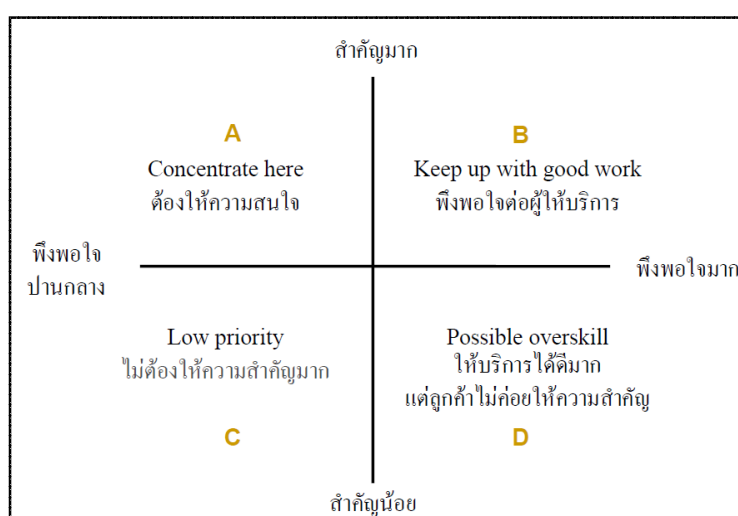 สำคัญมาก
A
Concentrate here
ต้องให้ความสนใจ
B
Keep up with good work
พึงพอใจต่อผู้ให้บริการ
พึงพอใจ
ปานกลาง
พึงพอใจมาก
Low priority
ไม่ต้องให้ความสำคัญมาก
C
Possible overskill
ให้บริการได้ดีมาก
แต่ลูกค้าไม่ค่อยให้ความสำคัญ
D
สำคัญน้อย